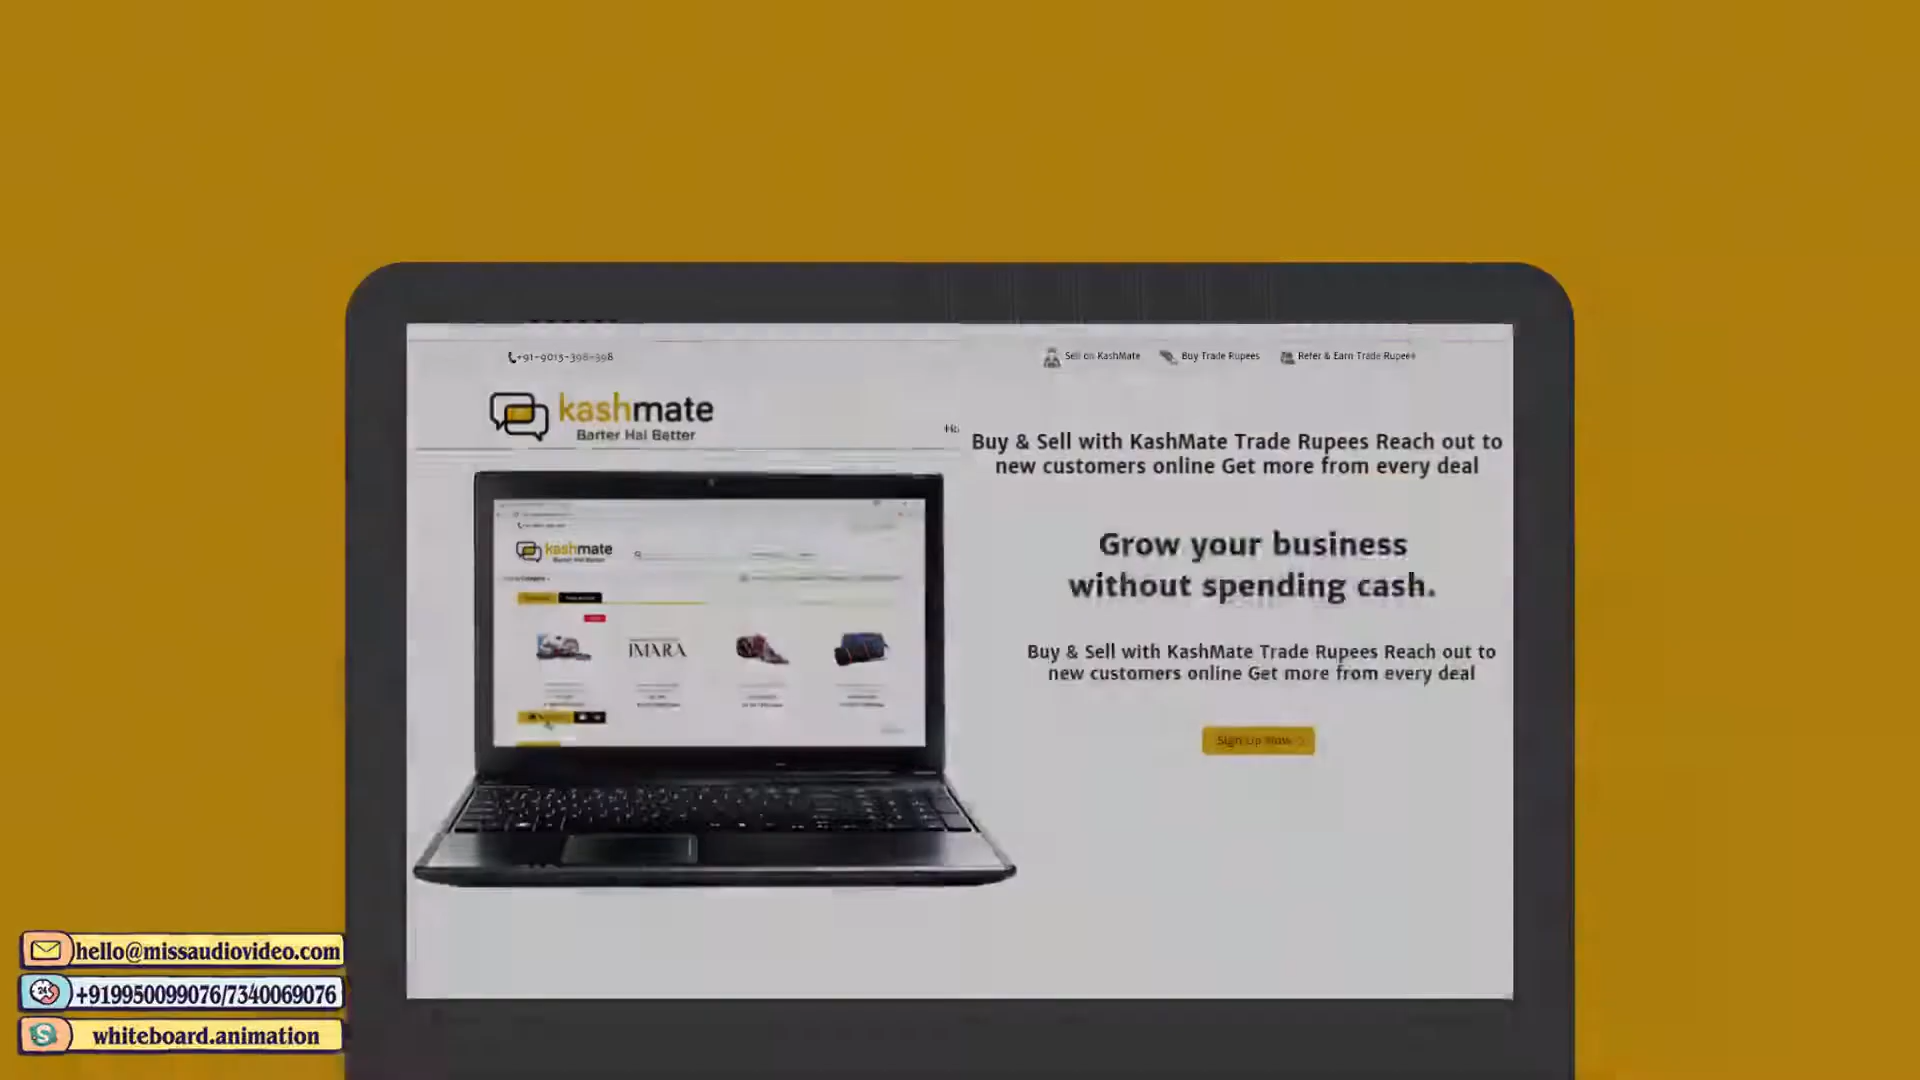 +91-9015-398-398
Sell on KashMate
Buy Trade Rupees
Refer & Earn Trade Rupees
kashmate
Barter Hai Better
Buy & Sell with KashMate Trade Rupees Reach out to
new customers online Get more from every deal
kashmate
IMARA
Grow your business
without spending cash.
Buy & Sell with KashMate Trade Rupees Reach out to
new customers online Get more from every deal
Sign Up Now
hello@missaudiovideo.com
+919950099076/7340069076
whiteboard.animation